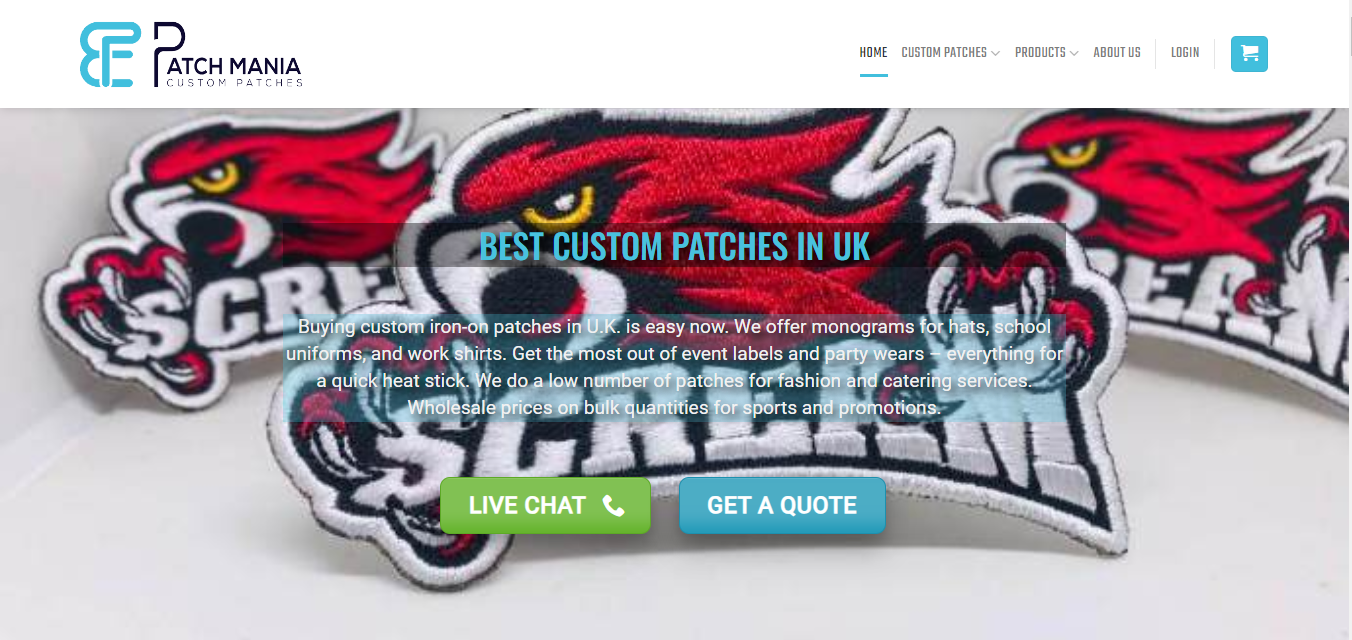 PATCH MANIA
CUSTOM PATCHES
HOME CUSTOM PATCHES PRODUCTS ABOUT US LOGIN
BEST CUSTOM PATCHES IN UK
Buying custom iron-on patches in U.K. is easy now. We offer monograms for hats, school
uniforms, and work shirts. Get the most out of event labels and party wears – everything for
a quick heat stick. We do a low number of patches for fashion and catering services.
Wholesale prices on bulk quantities for sports and promotions.
SCREAM
LIVE CHAT GET A QUOTE